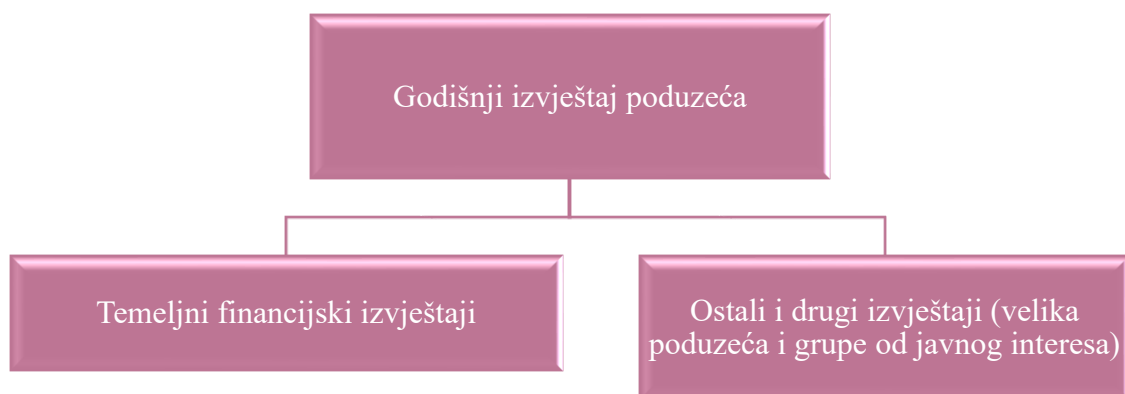 Godišnji izvještaj poduzeća
Temeljni financijski izvještaji
Ostali i drugi izvještaji (velika
poduzeća i grupe od javnog interesa)